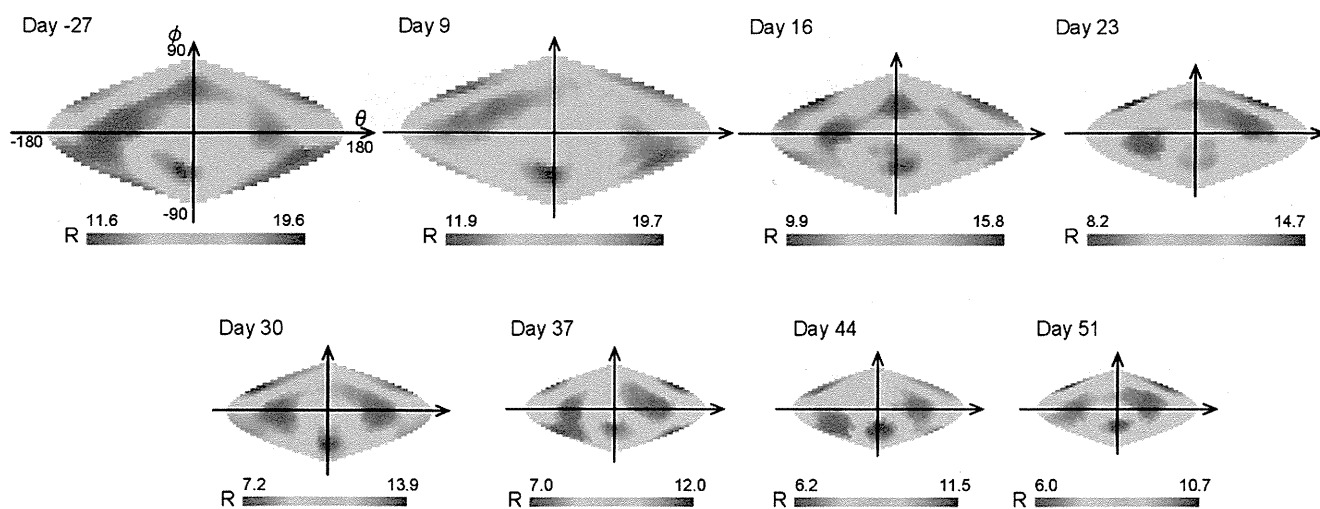 Day -27
Day 9
Day 16
Day 23
ϕ
90
θ
-180
180
-90
11.6 19.6
R
11.9 19.7
R
9.9 15.8
R
8.2 14.7
R
Day 30
Day 37
Day 44
Day 51
7.2 13.9
R
7.0 12.0
R
6.2 11.5
R
6.0 10.7
R